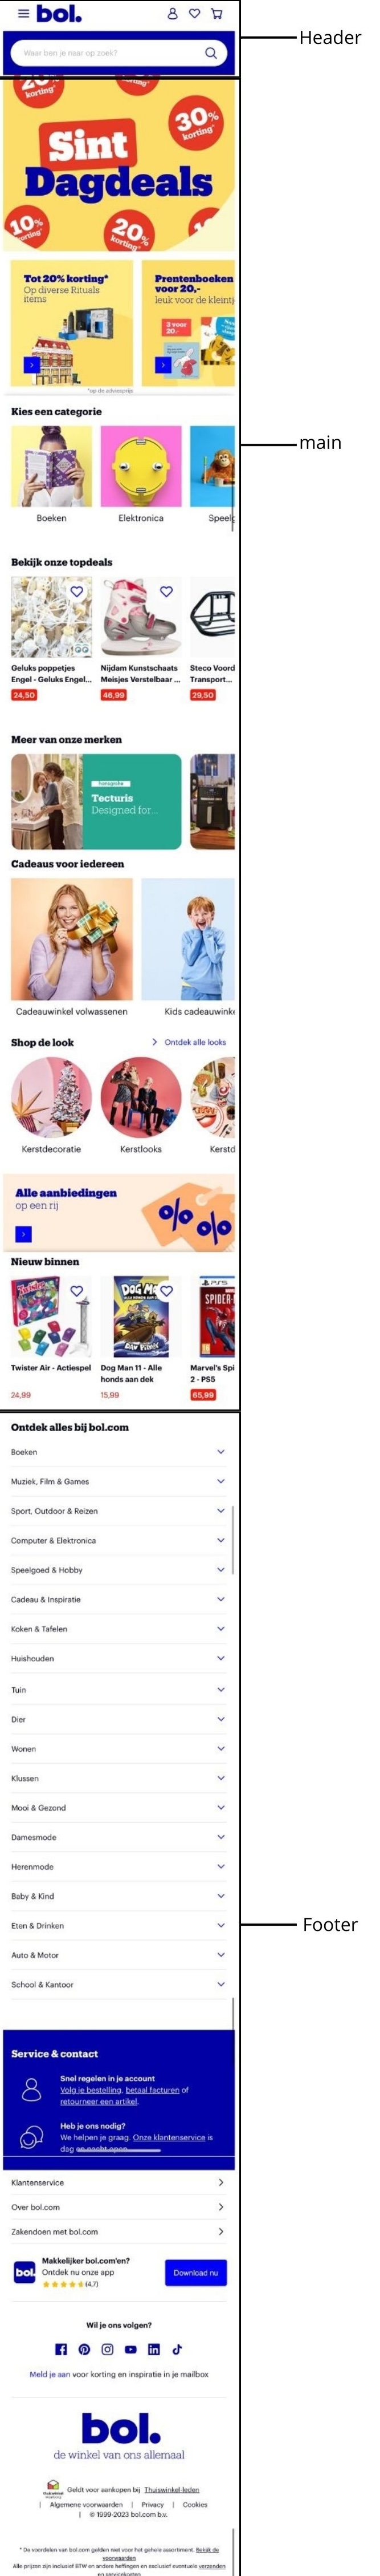 bol.
Header
Waar ben je naar op zoek?
korting*
korting*
30%
korting*
Sint
Dagdeals
10%
korting*
20%
korting*
Tot 20% korting*
Op diverse Rituals
items
Prentenboeken
voor 20,-
leuk voor de kleintj
3 voor
20,-
*op de adviesprijs
Kies een categorie
main
Boeken
Elektronica
Speelg
Bekijk onze topdeals
Geluks poppetjes
Engel - Geluks Engel...
24,50
Nijdam Kunstschaats
Meisjes Verstelbaar ...
46,99
Steco Voord
Transport...
29,50
Meer van onze merken
hansgrohe
Tecturis
Designed for...
Cadeaus voor iedereen
Cadeauwinkel volwassenen
Kids cadeauwink
Shop de look
Ontdek alle looks
Kerstdecoratie
Kerstlooks
Kerstd
Alle aanbiedingen
op een rij
% %
Nieuw binnen
DOG MA
DAV PILKEY
PS5
SPIDER-M
Twister Air - Actiespel
24,99
Dog Man 11 - Alle
honds aan dek
15,99
Marvel's Spi
2 - PS5
65,99
Ontdek alles bij bol.com
Boeken
Muziek, Film & Games
Sport, Outdoor & Reizen
Computer & Elektronica
Speelgoed & Hobby
Cadeau & Inspiratie
Koken & Tafelen
Huishouden
Tuin
Dier
Wonen
Klussen
Mooi & Gezond
Damesmode
Herenmode
Baby & Kind
Footer
Eten & Drinken
Auto & Motor
School & Kantoor
Service & contact
Snel regelen in je account
Volg je bestelling, betaal facturen of
retourneer een artikel.
Heb je ons nodig?
We helpen je graag. Onze klantenservice is
dag en nacht open.
Klantenservice
Over bol.com
Zakendoen met bol.com
bol.
Makkelijker bol.com'en?
Ontdek nu onze app
(4,7)
Download nu
Wil je ons volgen?
Meld je aan voor korting en inspiratie in je mailbox
bol.
de winkel van ons allemaal
Geldt voor aankopen bij Thuiswinkel-leden
| Algemene voorwaarden | Privacy | Cookies
| © 1999-2023 bol.com b.v.
* De voordelen van bol.com gelden niet voor het gehele assortiment. Bekijk de
voorwaarden
Alle prijzen zijn inclusief BTW en andere heffingen en exclusief eventuele verzenden
en servicekosten